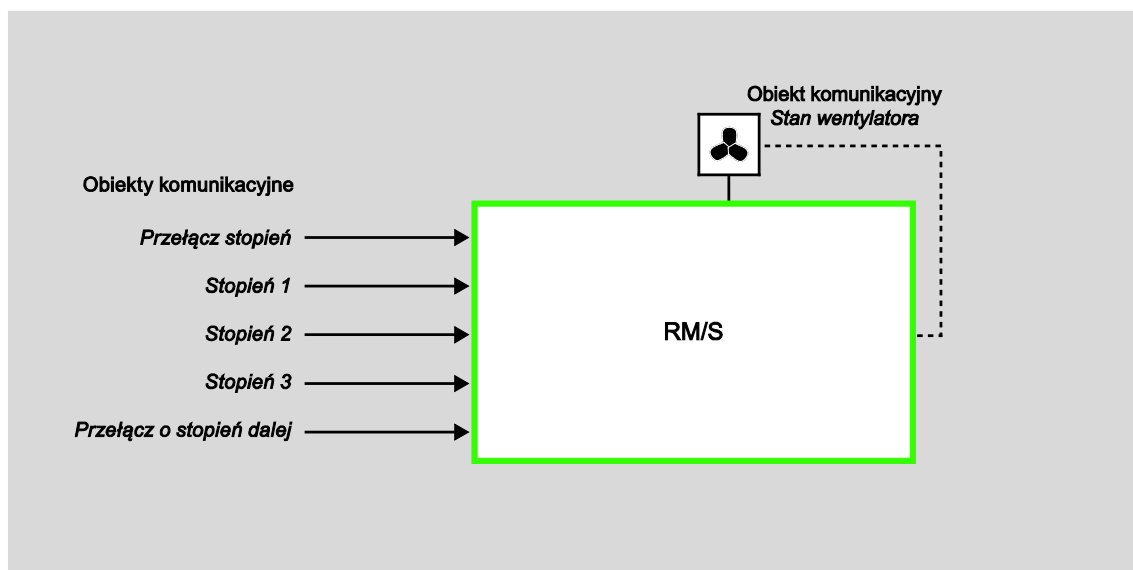 Obiekt komunikacyjny
Stan wentylatora
Obiekty komunikacyjne
Przełącz stopień
Stopień 1
Stopień 2
Stopień 3
Przełącz o stopień dalej
RM/S